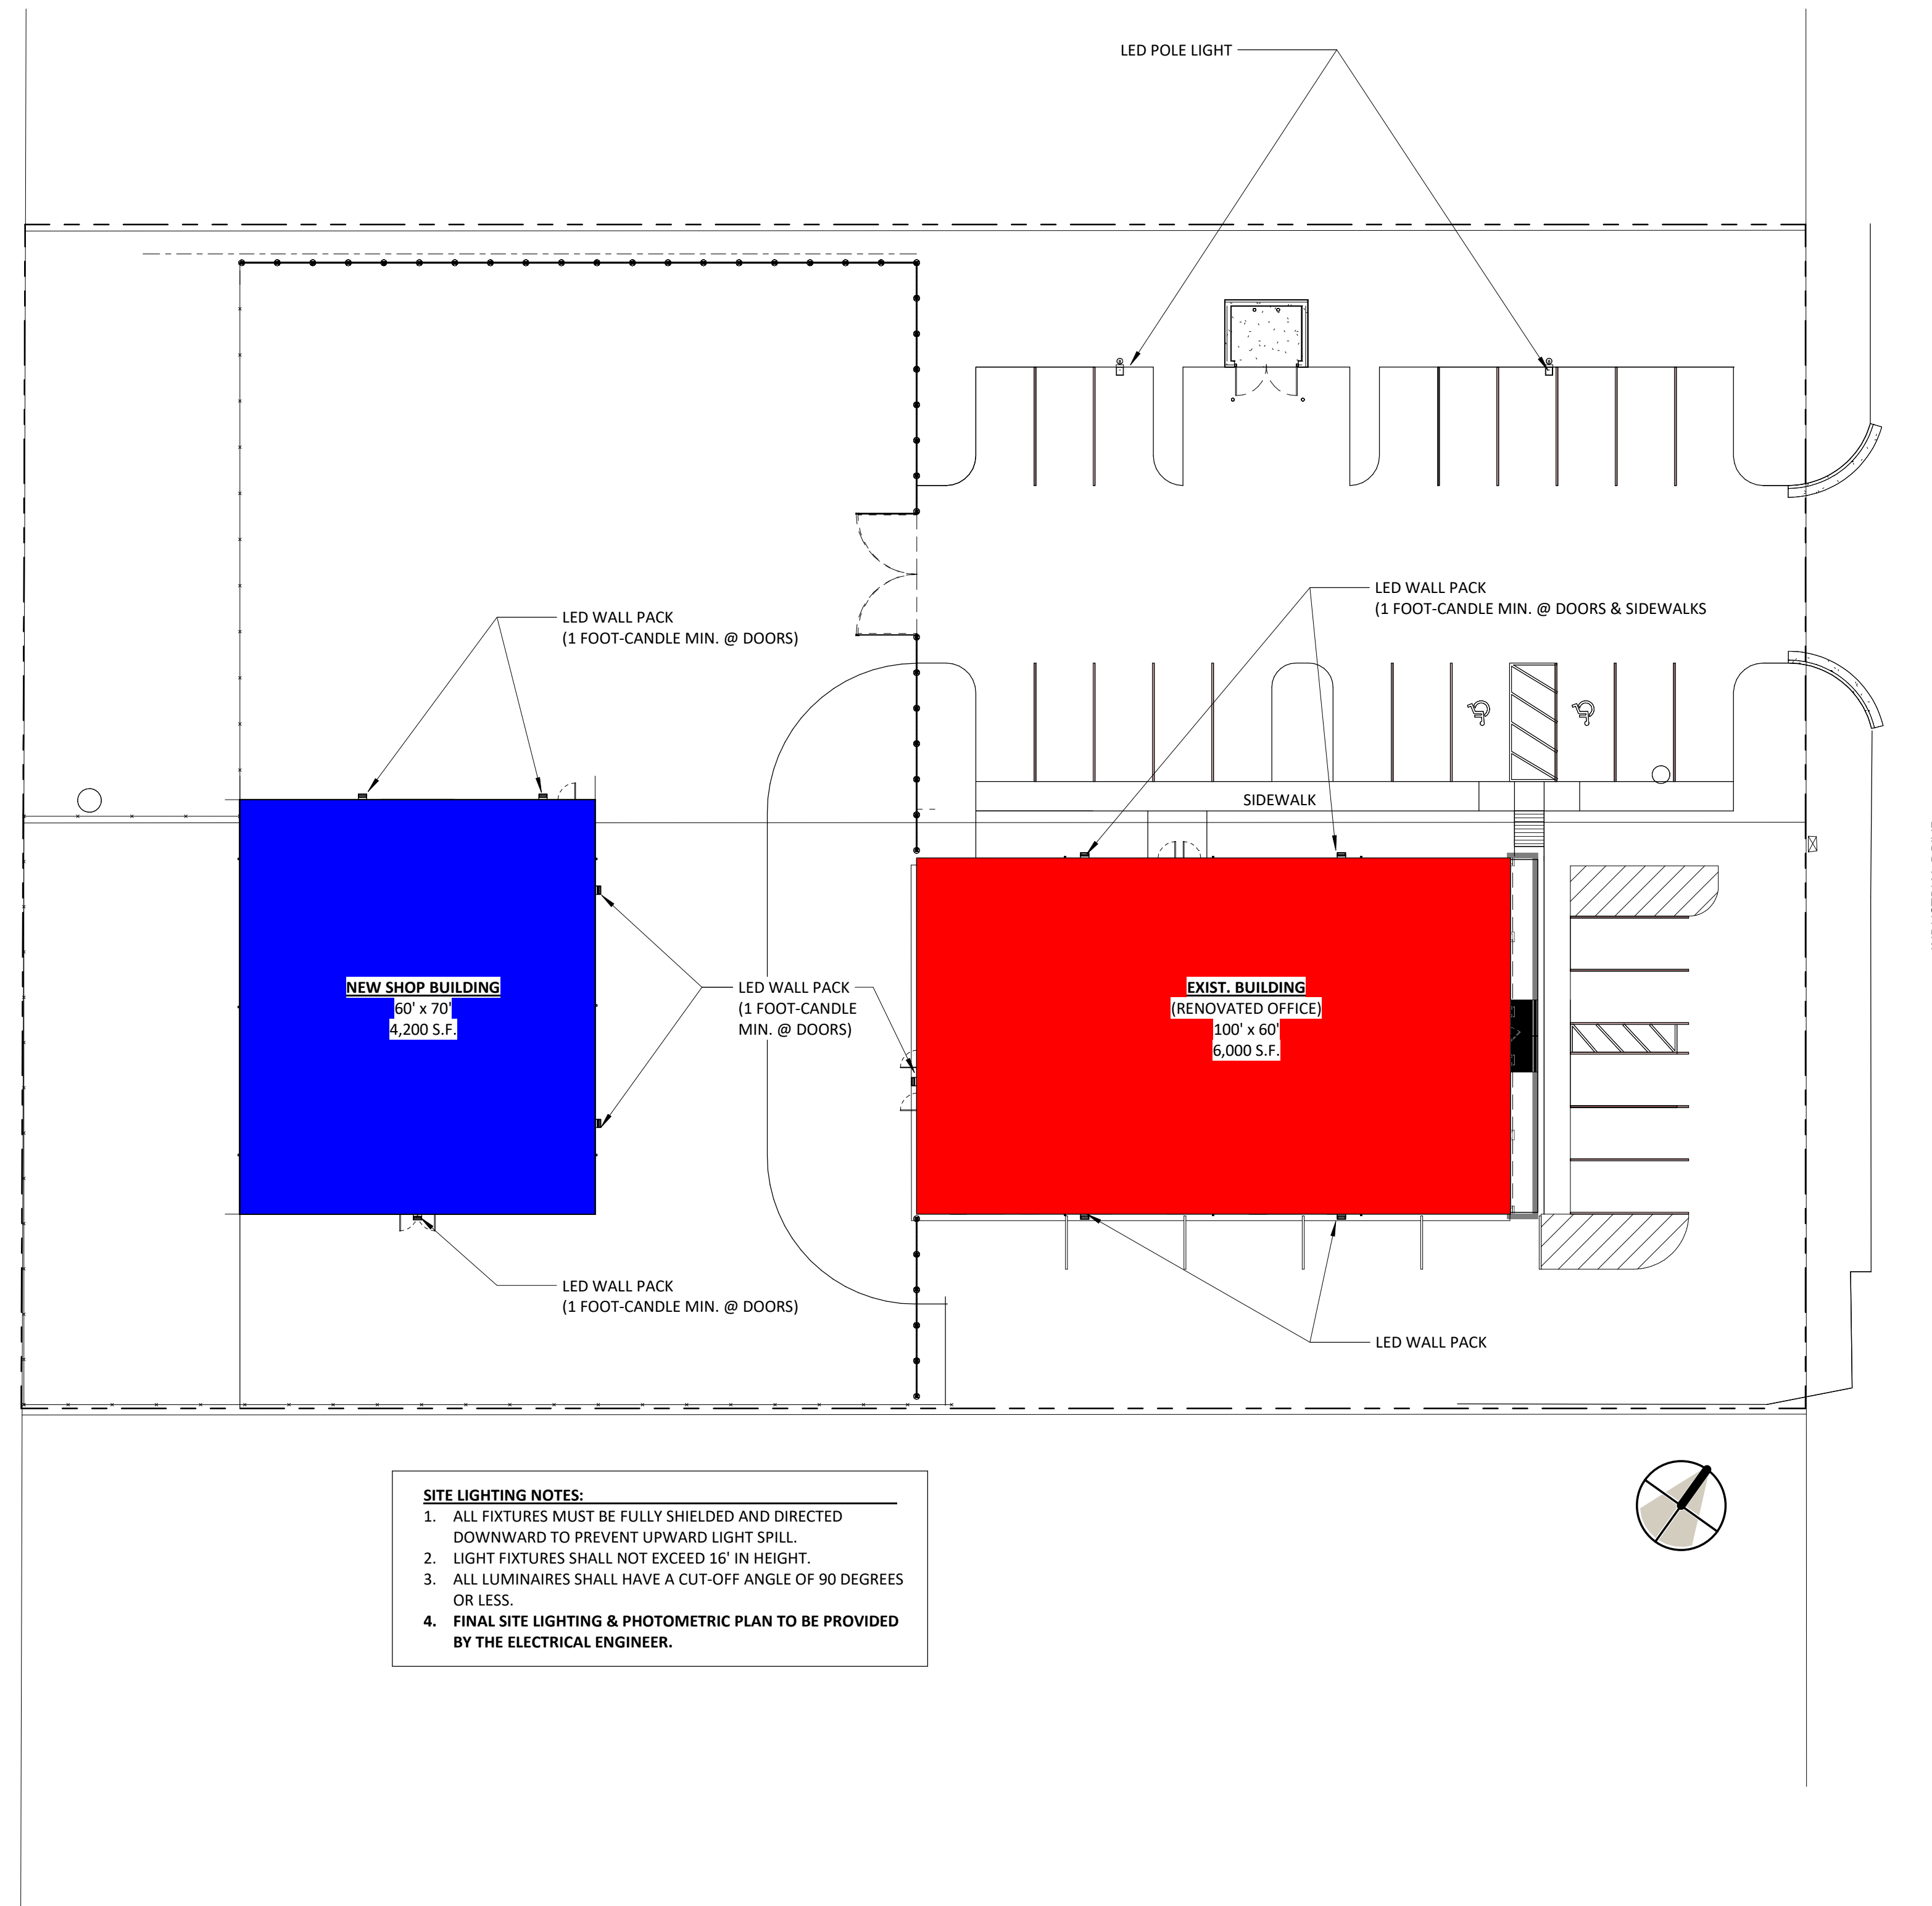 LED POLE LIGHT
LED WALL PACK
(1 FOOT-CANDLE MIN. @ DOORS & SIDEWALKS
LED WALL PACK
(1 FOOT-CANDLE MIN. @ DOORS)
SIDEWALK
NEW SHOP BUILDING
60' x 70'
4,200 S.F.
LED WALL PACK
(1 FOOT-CANDLE
MIN. @ DOORS)
EXIST. BUILDING
(RENOVATED OFFICE)
100' x 60'
6,000 S.F.
LED WALL PACK
(1 FOOT-CANDLE MIN. @ DOORS)
LED WALL PACK
SITE LIGHTING NOTES:
1. ALL FIXTURES MUST BE FULLY SHIELDED AND DIRECTED
DOWNWARD TO PREVENT UPWARD LIGHT SPILL.
2. LIGHT FIXTURES SHALL NOT EXCEED 16' IN HEIGHT.
3. ALL LUMINAIRES SHALL HAVE A CUT-OFF ANGLE OF 90 DEGREES
OR LESS.
4. FINAL SITE LIGHTING & PHOTOMETRIC PLAN TO BE PROVIDED
BY THE ELECTRICAL ENGINEER.